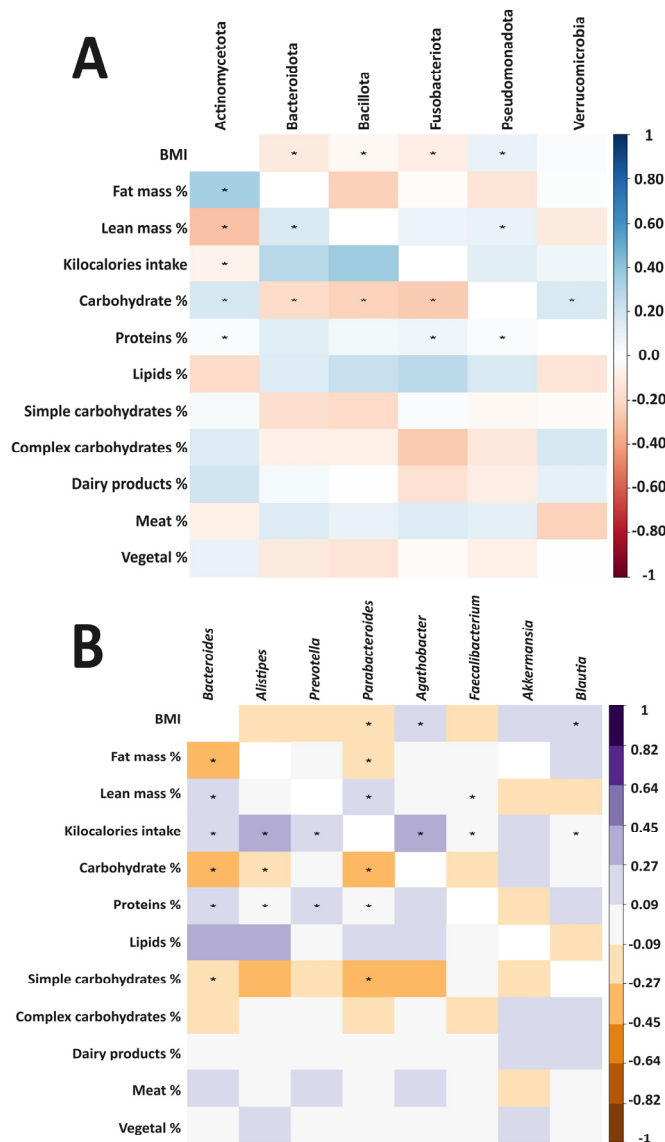 A
Actinomycetota
Bacteroidota
Bacillota
Fusobacteriota
Pseudomonadota
Verrucomicrobia
BMI
* * * *
Fat mass %
*
Lean mass %
* * *
Kilocalories intake
*
Carbohydrate %
* * * * *
Proteins %
* * *
Lipids %
Simple carbohydrates %
Complex carbohydrates %
Dairy products %
Meat %
Vegetal %
1
0.80
0.60
0.40
0.20
0.0
-0.20
-0.40
-0.60
-0.80
-1
B
Bacteroides
Alistipes
Prevotella
Parabacteroides
Agathobacter
Faecalibacterium
Akkermansia
Blautia
BMI
* * *
Fat mass %
* *
Lean mass %
* * *
Kilocalories intake
* * * * * *
Carbohydrate %
* * *
Proteins %
* * * *
Lipids %
Simple carbohydrates %
* *
Complex carbohydrates %
Dairy products %
Meat %
Vegetal %
1
0.82
0.64
0.45
0.27
0.09
-0.09
-0.27
-0.45
-0.64
-0.82
-1